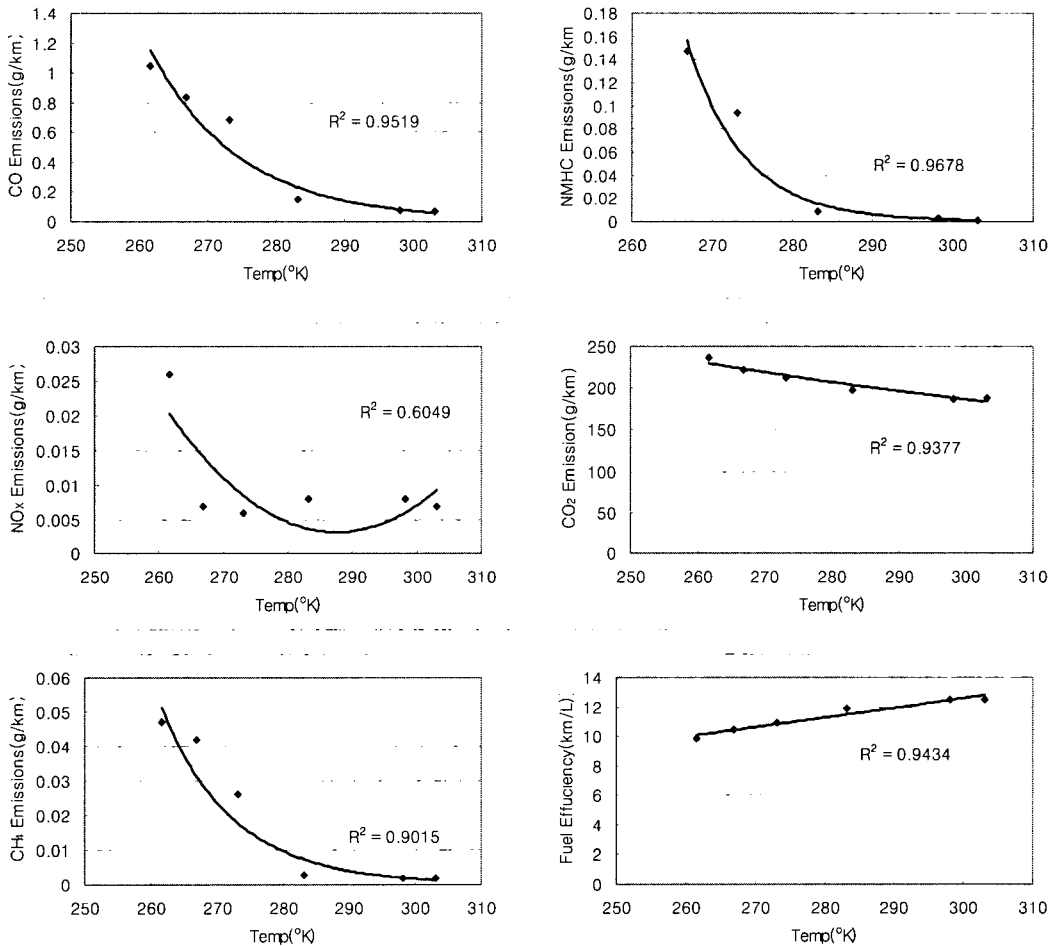 CO Emissions(g/km)
1.4
1.2
1
0.8
0.6
0.4
0.2
0
R² = 0.9519
250 260 270 280 290 300 310
Temp(°K)
NMHC Emissions(g/km
0.18
0.16
0.14
0.12
0.1
0.08
0.06
0.04
0.02
0
R² = 0.9678
260 270 280 290 300 310
Temp(°K)
NOx Emissions(g/km)
0.03
0.025
0.02
0.015
0.01
0.005
0
R² = 0.6049
250 260 270 280 290 300 310
Temp(°K)
CO₂ Emission(g/km)
250
200
150
100
50
0
R² = 0.9377
250 260 270 280 290 300 310
Temp(°K)
Emissions(g/km)
0.06
0.05
0.04
0.03
0.02
0.01
0
R² = 0.9015
250 260 270 280 290 300 310
Temp(°K)
Fuel Effuciency(km/L)
14
12
10
8
6
4
2
0
R² = 0.9434
250 260 270 280 290 300 310
Temp(°K)